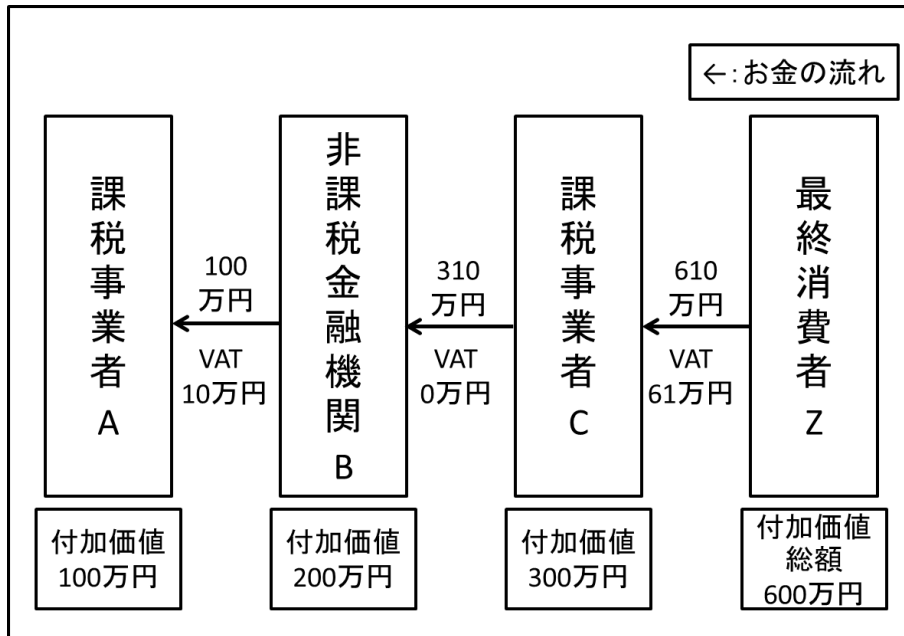 ←:お金の流れ
課税事業者A
100
万円
VAT
10万円
非課税金融機関B
310
万円
VAT
0万円
課税事業者C
610
万円
VAT
61万円
最終消費者Z
付加価値
100万円
付加価値
200万円
付加価値
300万円
付加価値
総額
600万円